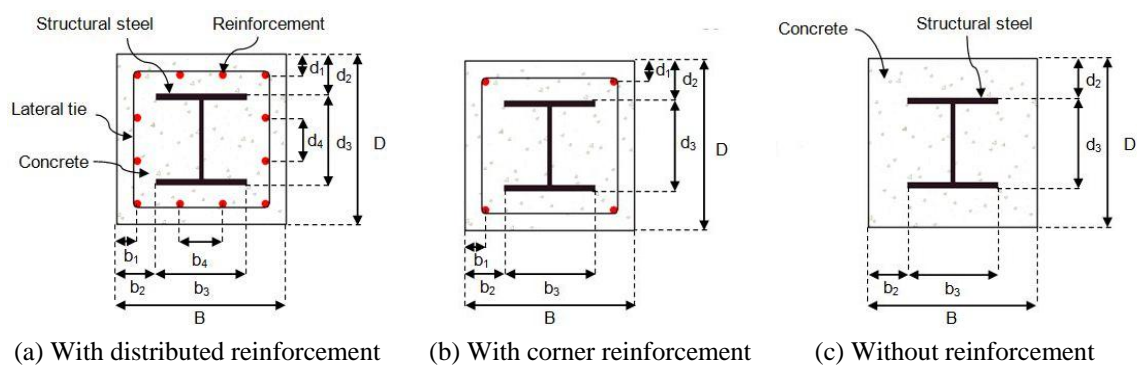 Structural steel
Reinforcement
Lateral tie
Concrete
d1
d2
d4
d3
D
b1
b4
b2
b3
B
(a) With distributed reinforcement
d1
d2
d3
D
b1
b2
b3
B
(b) With corner reinforcement
Concrete
Structural steel
d2
d3
D
b2
b3
B
(c) Without reinforcement